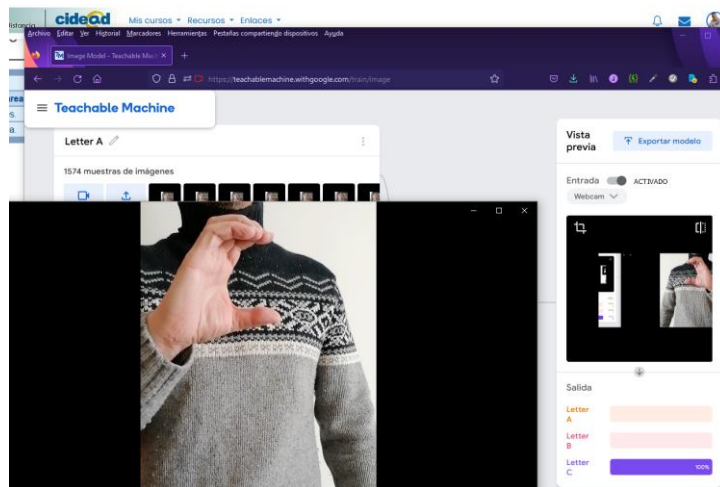 cidead
Mis cursos Recursos Enlaces
Archivo Editar Ver Historial Marcadores Herramientas Pestañas compartiendo dispositivos Ayuda
Image Model - Teachable Mac
https://teachablemachine.withgoogle.com/train/image
Teachable Machine
Letter A
1574 muestras de imágenes
Vista previa
Exportar modelo
Entrada ACTIVADO
Webcam
Salida
Letter A
Letter B
Letter C 100%